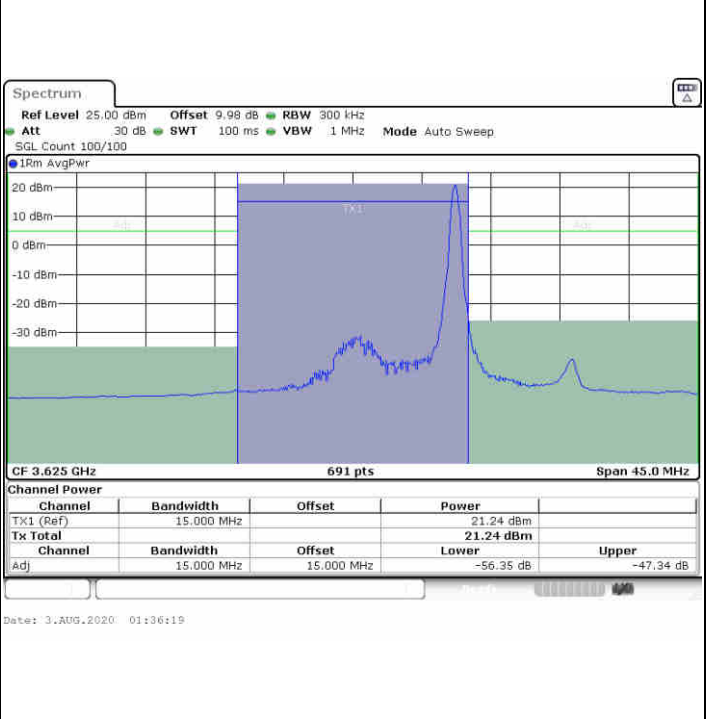 Spectrum
Ref Level 25.00 dBm Offset 9.98 dB RBW 300 kHz
Att 30 dB SWT 100 ms VBW 1 MHz Mode Auto Sweep
SGL Count 100/100
1Rm AvgPwr
20 dBm
TX1
10 dBm
Adj Adj
0 dBm
-10 dBm
-20 dBm
-30 dBm
CF 3.625 GHz 691 pts Span 45.0 MHz
Channel Power
Channel Bandwidth Offset Power
TX1 (Ref) 15.000 MHz 21.24 dBm
Tx Total 21.24 dBm
Channel Bandwidth Offset Lower Upper
Adj 15.000 MHz 15.000 MHz -56.35 dB -47.34 dB
Date: 3.AUG.2020 01:36:19